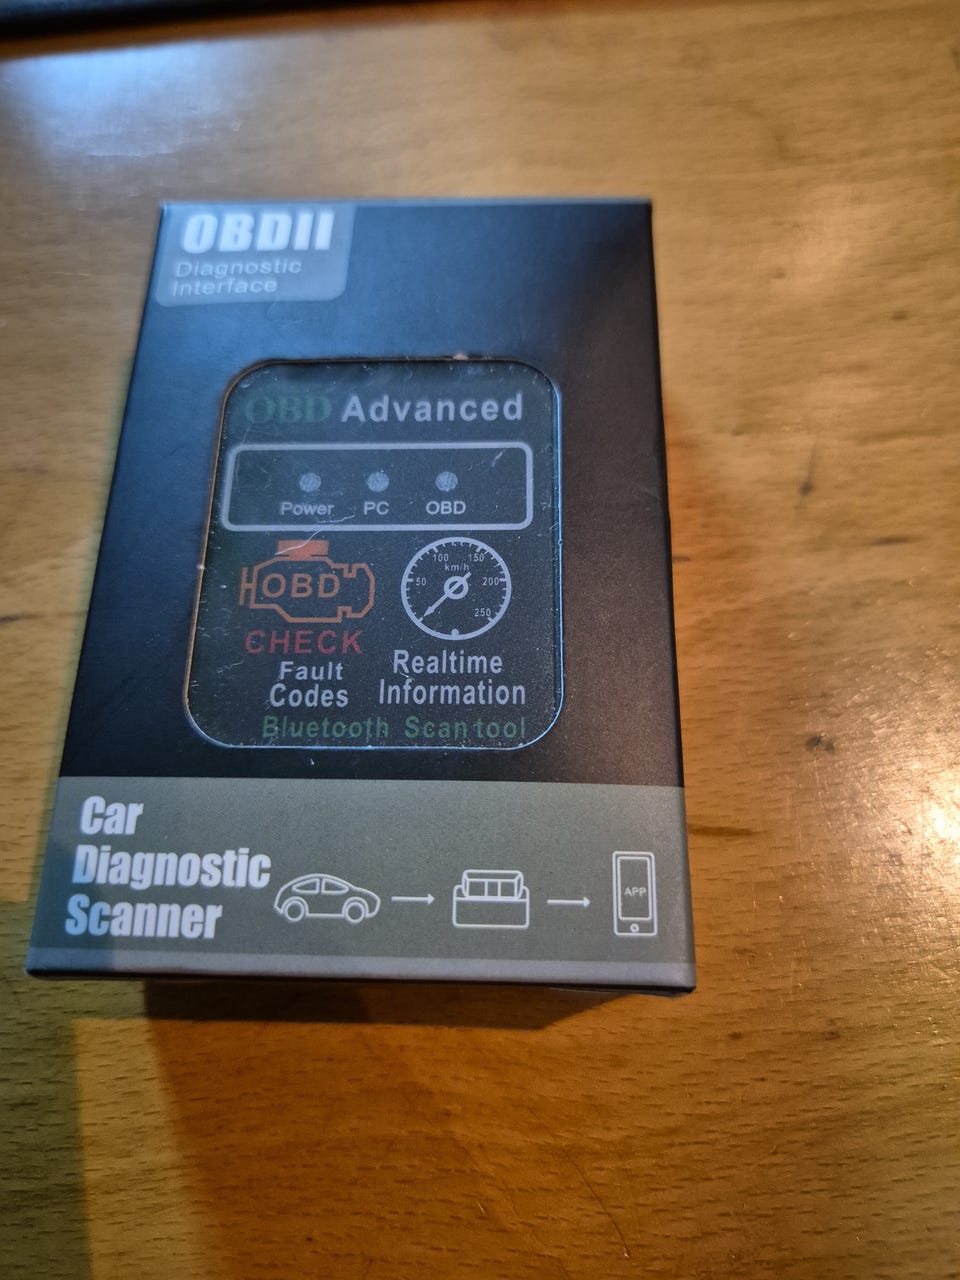 OBDII
Diagnostic
Interface
OBD Advanced
Power PC OBD
OBD
50 100 150 200 250
km/h
CHECK
Fault
Codes
Realtime
Information
Bluetooth Scan tool
Car
Diagnostic
Scanner
APP